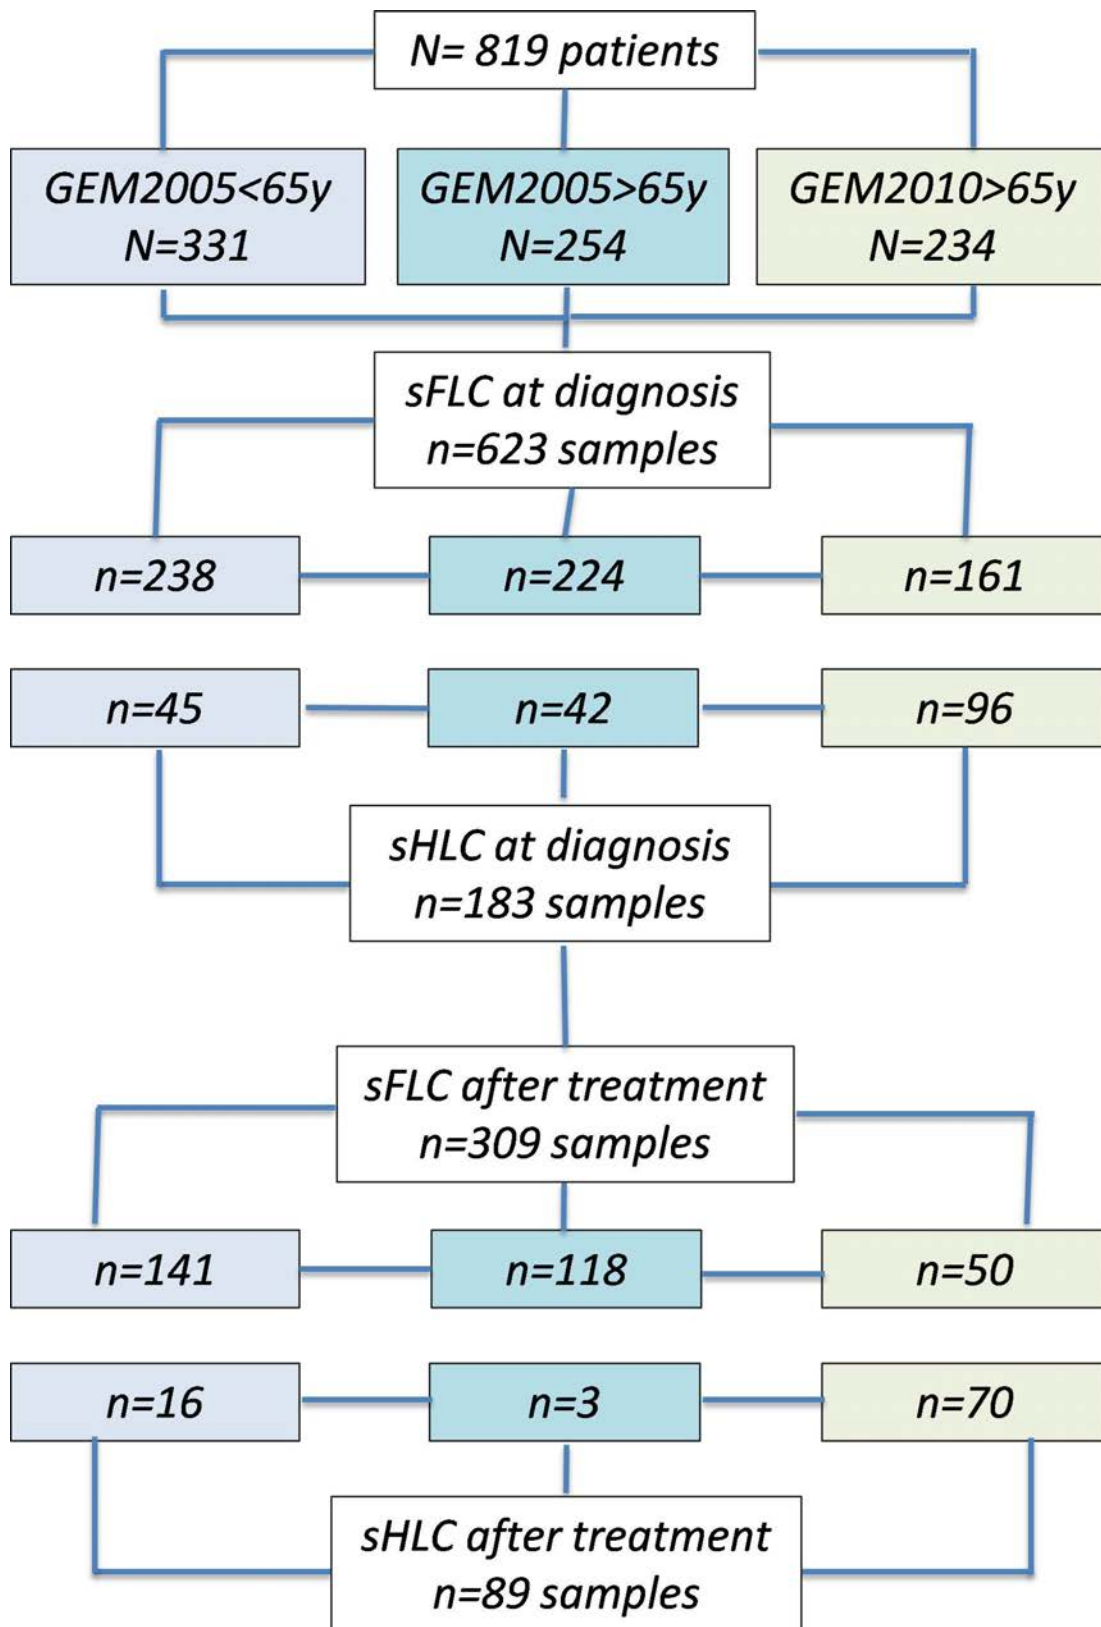 N= 819 patients
GEM2005<65y
N=331
GEM2005>65y
N=254
GEM2010>65y
N=234
sFLC at diagnosis
n=623 samples
n=238
n=224
n=161
n=45
n=42
n=96
sHLC at diagnosis
n=183 samples
sFLC after treatment
n=309 samples
n=141
n=118
n=50
n=16
n=3
n=70
sHLC after treatment
n=89 samples